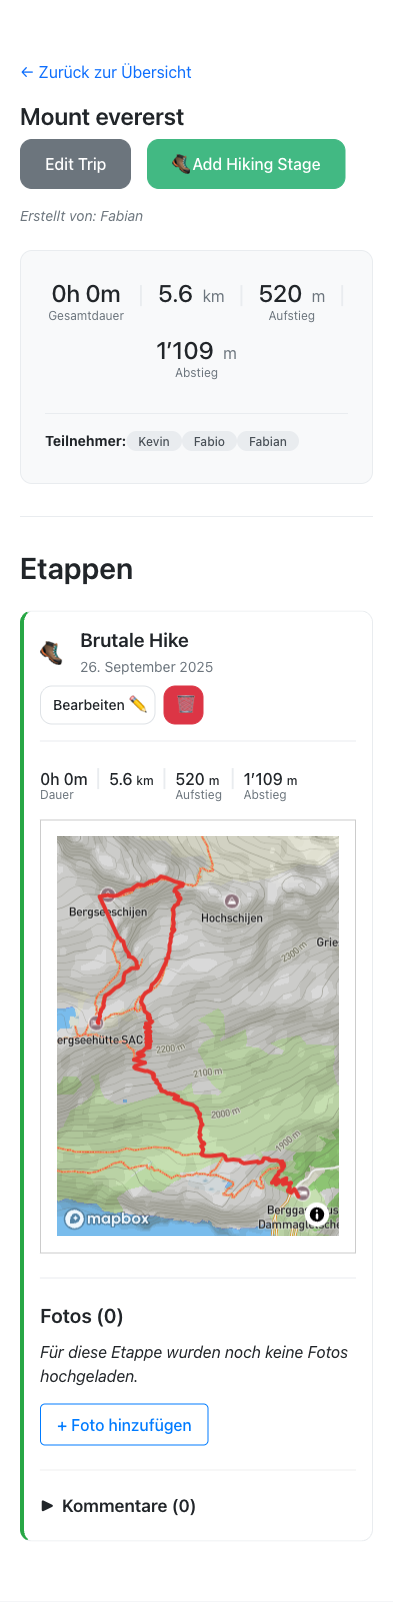 ← Zurück zur Übersicht
Mount evererst
Edit Trip
Add Hiking Stage
Erstellt von: Fabian
0h 0m
Gesamtdauer
5.6 km
520 m
Aufstieg
1’109 m
Abstieg
Teilnehmer: Kevin Fabio Fabian
Etappen
Brutale Hike
26. September 2025
Bearbeiten
0h 0m
Dauer
5.6 km
520 m
Aufstieg
1’109 m
Abstieg
Bergseeschijen
Hochschijen
Grie
2300 m
ergseehütte SAC
2200 m
2100 m
2000 m
1900 m
Dammagletsche
mapbox
Fotos (0)
Für diese Etappe wurden noch keine Fotos
hochgeladen.
+ Foto hinzufügen
Kommentare (0)